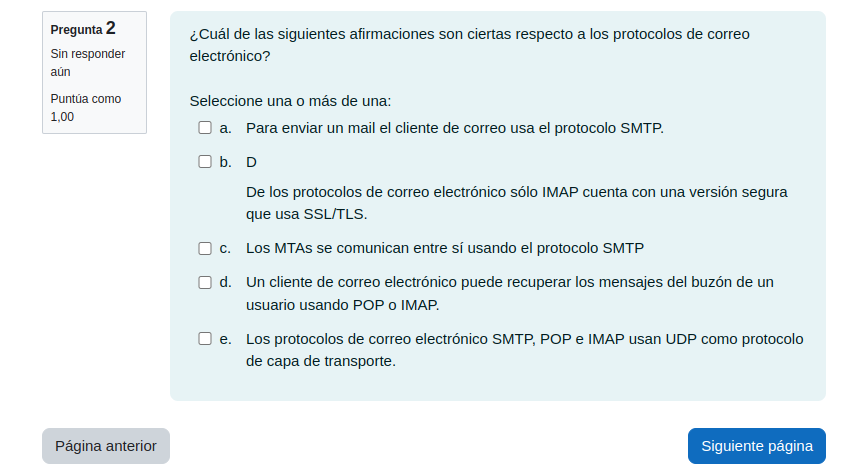 Pregunta 2
Sin responder
aún
Puntúa como
1,00
¿Cuál de las siguientes afirmaciones son ciertas respecto a los protocolos de correo
electrónico?
Seleccione una o más de una:
a. Para enviar un mail el cliente de correo usa el protocolo SMTP.
b. D
De los protocolos de correo electrónico sólo IMAP cuenta con una versión segura
que usa SSL/TLS.
c. Los MTAs se comunican entre sí usando el protocolo SMTP
d. Un cliente de correo electrónico puede recuperar los mensajes del buzón de un
usuario usando POP o IMAP.
e. Los protocolos de correo electrónico SMTP, POP e IMAP usan UDP como protocolo
de capa de transporte.
Página anterior
Siguiente página